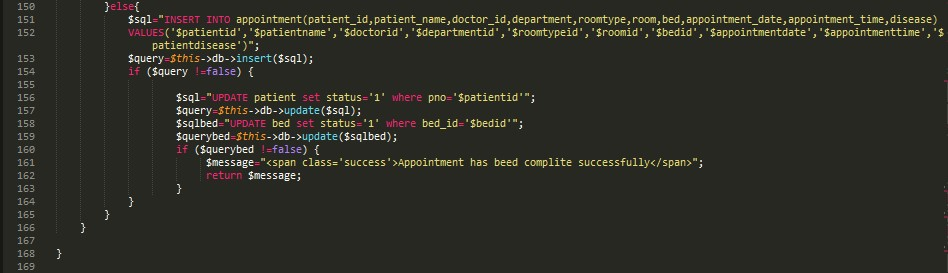 150 }else{
151 $sql="INSERT INTO appointment(patient_id,patient_name,doctor_id,department,roomtype,room,bed,appointment_date,appointment_time,disease)
152 VALUES('$patientid','$patientname','$doctorid','$departmentid','$roomtypeid','$roomid','$bedid','$appointmentdate','$appointmenttime','$
patientdisease')";
153 $query=$this->db->insert($sql);
154 if ($query !=false) {
155
156 $sql="UPDATE patient set status='1' where pno='$patientid'";
157 $query=$this->db->update($sql);
158 $sqlbed="UPDATE bed set status='1' where bed_id='$bedid'";
159 $querybed=$this->db->update($sqlbed);
160 if ($querybed !=false) {
161 $message="<span class='success'>Appointment has beed complite successfully</span>";
162 return $message;
163 }
164 }
165 }
166 }
167
168 }
169